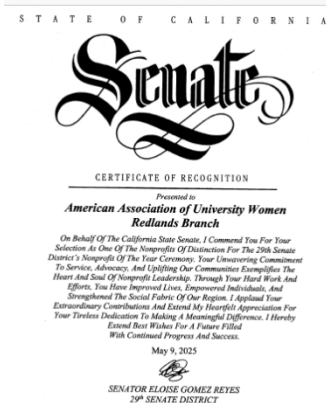 STATE OF CALIFORNIA
Senate
CERTIFICATE OF RECOGNITION
Presented to
American Association of University Women
Redlands Branch
On Behalf Of The California State Senate, I Commend You For Your
Selection As One Of The Nonprofits Of Distinction For The 29th Senate
District's Nonprofit Of The Year Ceremony. Your Unwavering Commitment
To Service, Advocacy, And Uplifting Our Communities Exemplifies The
Heart And Soul Of Nonprofit Leadership. Through Your Hard Work And
Efforts, You Have Improved Lives, Empowered Individuals, And
Strengthened The Social Fabric Of Our Region. I Applaud Your
Extraordinary Contributions And Extend My Heartfelt Appreciation For
Your Tireless Dedication To Making A Meaningful Difference. I Hereby
Extend Best Wishes For A Future Filled
With Continued Progress And Success.
May 9, 2025
SENATOR ELOISE GOMEZ REYES
29th SENATE DISTRICT